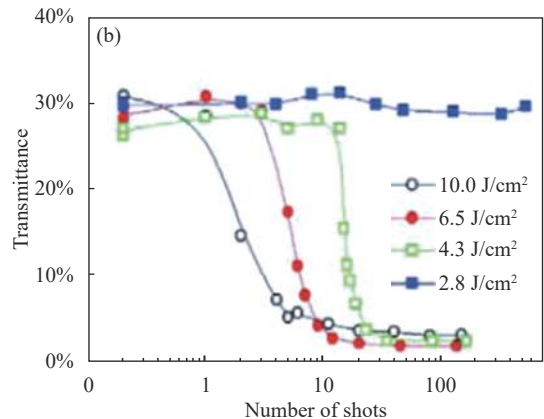 (b)
40%
30%
20%
10%
0%
Transmittance
10.0 J/cm²
6.5 J/cm²
4.3 J/cm²
2.8 J/cm²
0 1 10 100
Number of shots